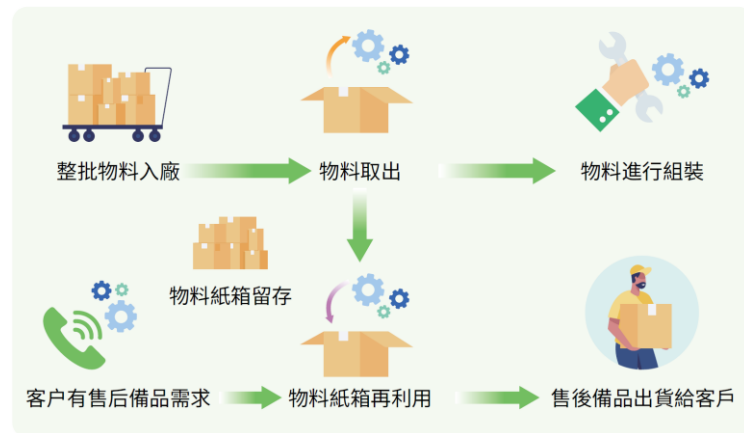 整批物料入廠
物料取出
物料進行組裝
物料紙箱留存
客户有售后備品需求
物料紙箱再利用
售後備品出貨給客戶